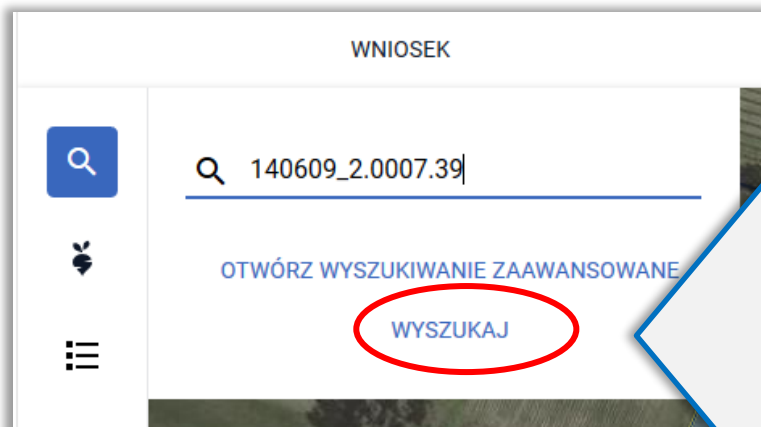 WNIOSEK
140609_2.0007.39
OTWÓRZ WYSZUKIWANIE ZAAWANSOWANE
WYSZUKAJ